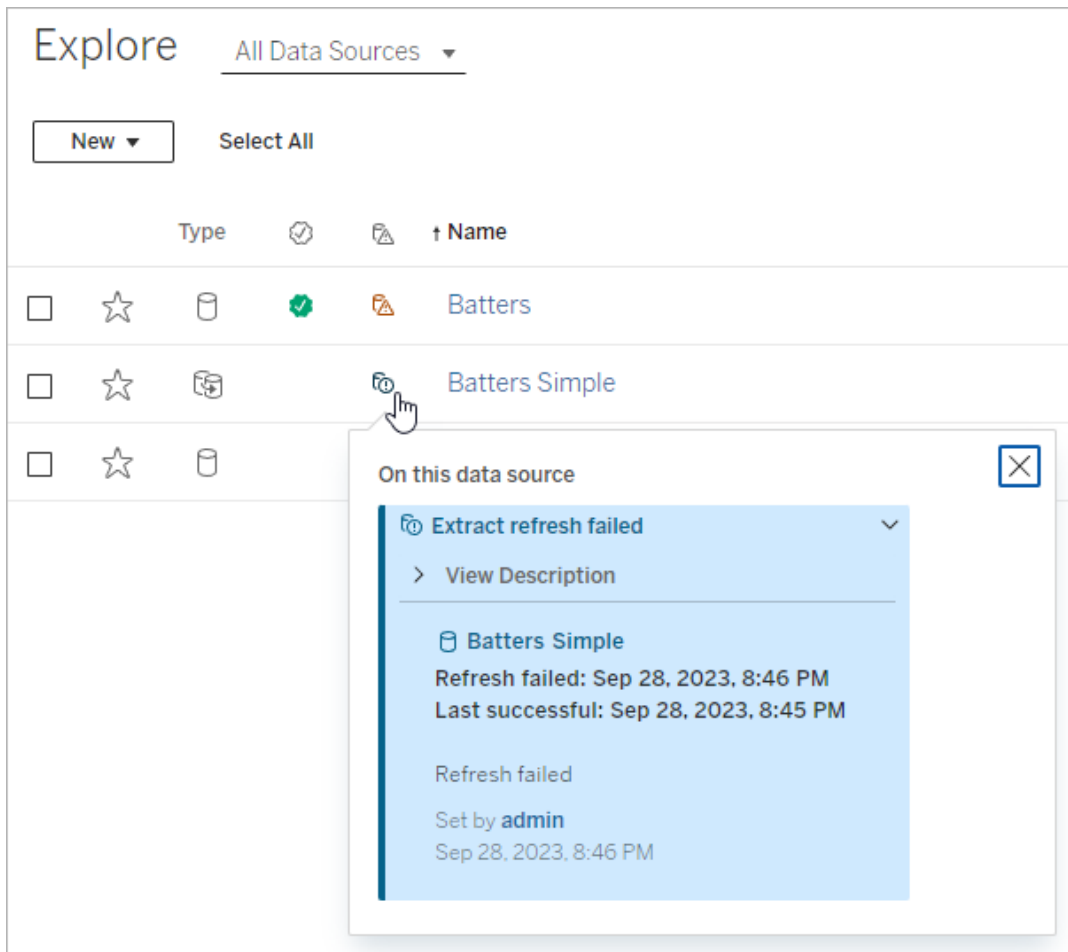 Explore All Data Sources
New Select All
Type Name
Batters
Batters Simple
On this data source
Extract refresh failed
View Description
Batters Simple
Refresh failed: Sep 28, 2023, 8:46 PM
Last successful: Sep 28, 2023, 8:45 PM
Refresh failed
Set by admin
Sep 28, 2023, 8:46 PM